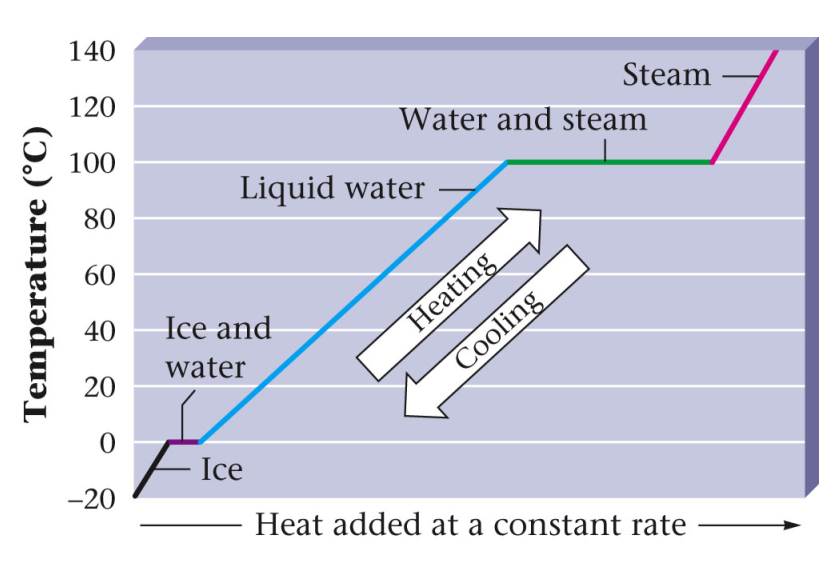 Temperature (°C)
140
120
100
80
60
40
20
0
–20
Steam
Water and steam
Liquid water
Heating
Cooling
Ice and
water
Ice
Heat added at a constant rate